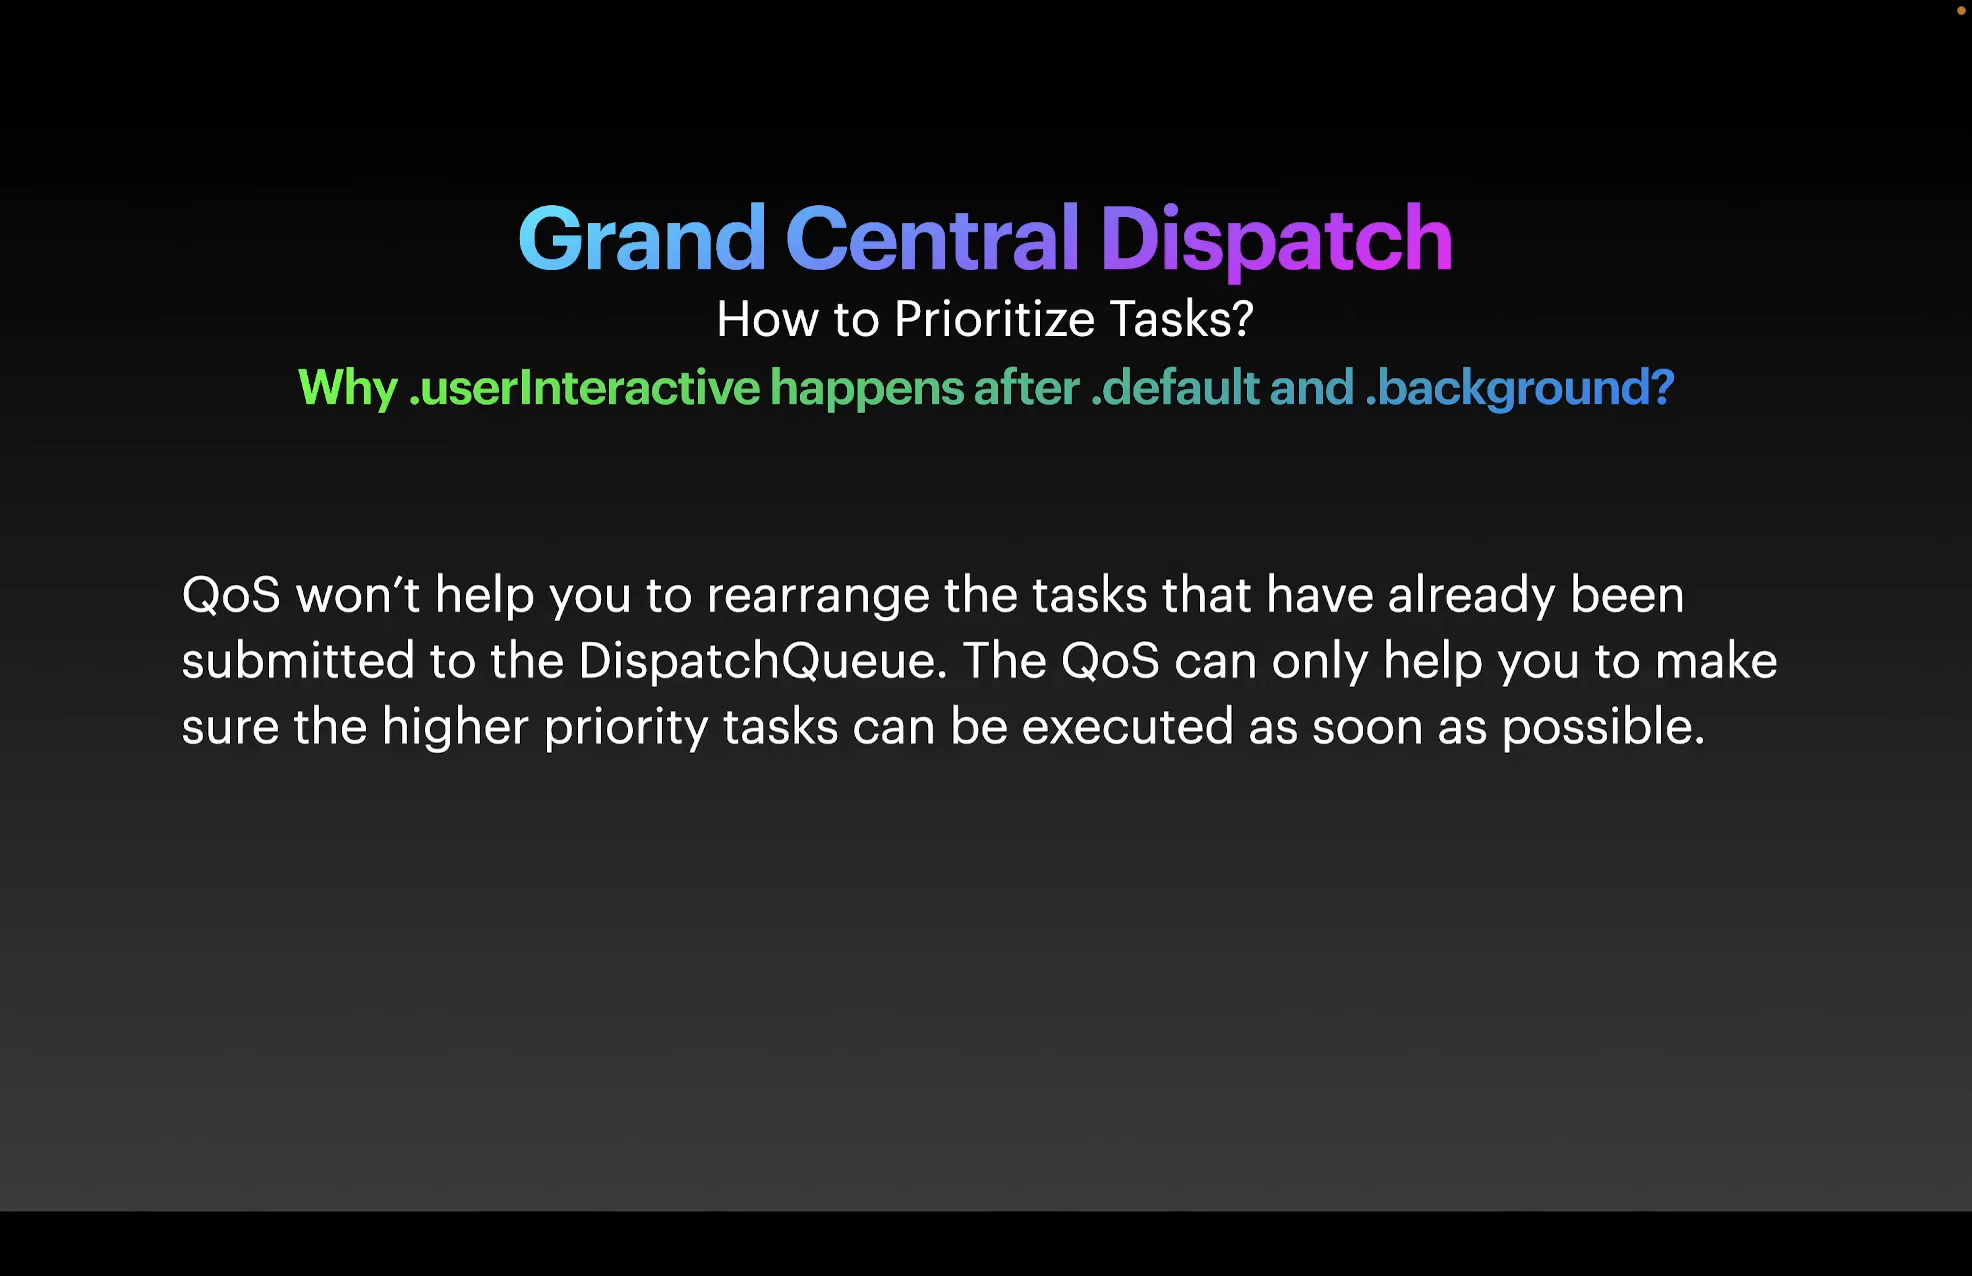 Grand Central Dispatch
How to Prioritize Tasks?
Why .userInteractive happens after .default and .background?
QoS won’t help you to rearrange the tasks that have already been
submitted to the DispatchQueue. The QoS can only help you to make
sure the higher priority tasks can be executed as soon as possible.